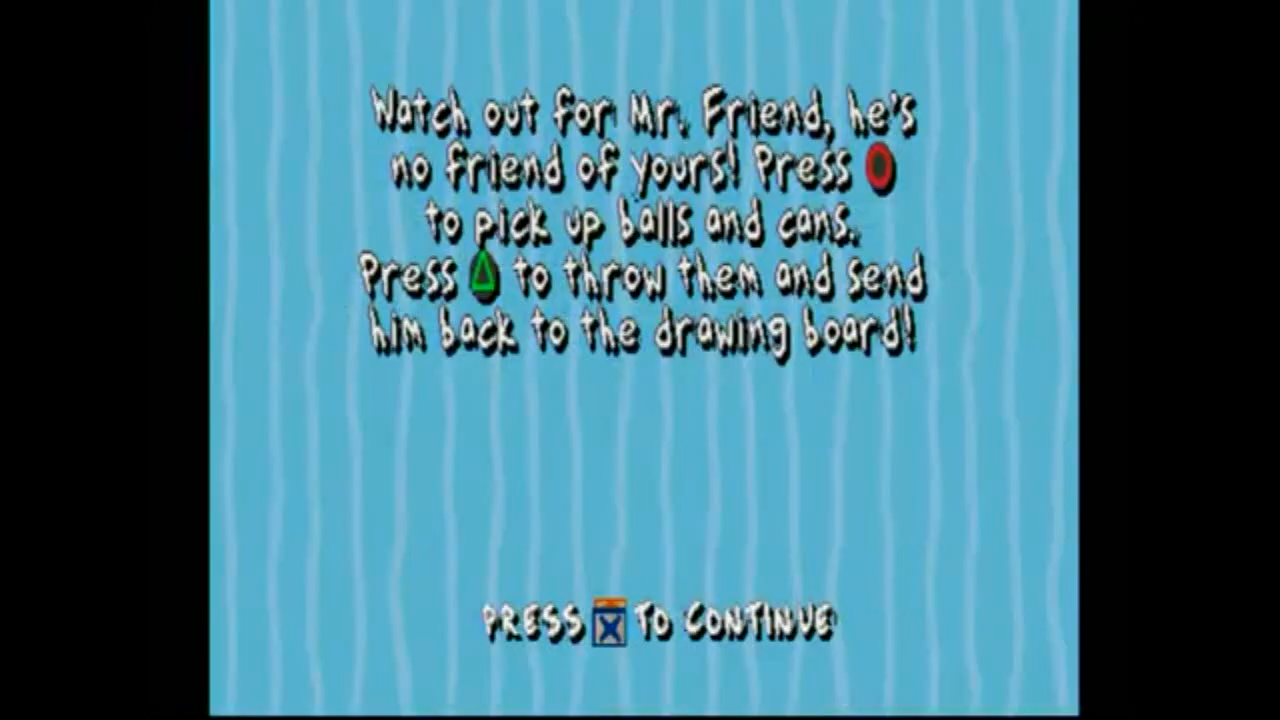 Watch out for Mr. Friend, he's
no friend of yours! Press O
to pick up balls and cans.
Press △ to throw them and send
him back to the drawing board!
PRESS X TO CONTINUE